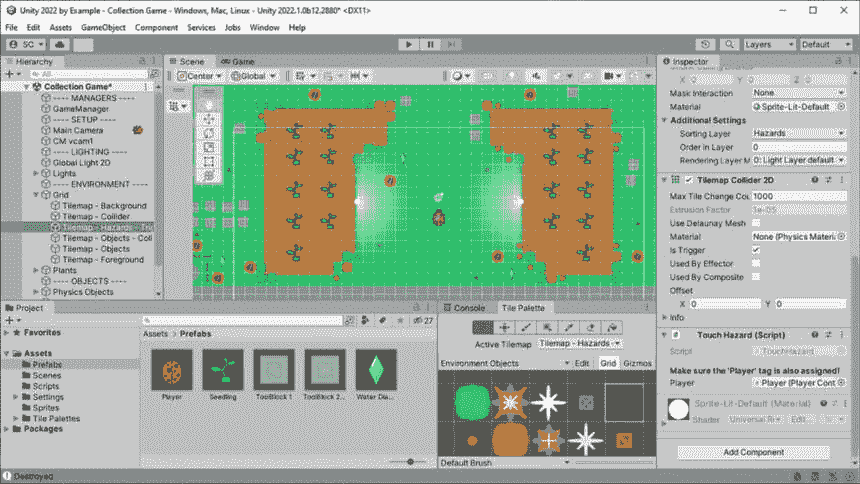 Unity 2022 by Esample - Collection Game - Windows, Mac, Linux - Unity 2022.1.0b12.2880* <DX11>
File Edit Assets GameObject Component Services Jobs Window Help
SG
Layers Default
Hierarchy
All
Collection Game*
---- MANAGERS ----
GameManager
---- SETUP ----
Main Camera
CM vcam1
---- LIGHTING ----
Global Light 2D
Lights
---- ENVIRONMENT ----
Grid
Tilemap - Background
Tilemap - Collider
Tilemap - Hazards - Tri
Tilemap - Objects - Coll
Tilemap - Objects
Tilemap - Foreground
Plants
---- OBJECTS ----
Physics Objects
Scene Game
Center Global
Inspector
X 0 Y 0 Z 0
Mask Interaction None
Material Sprite-Lit-Default
Additional Settings
Sorting Layer Hazards
Order in Layer 0
Rendering Layer M 0: Light Layer default
Tilemap Collider 2D
Max Tile Change Cou 1000
Extrusion Factor
Use Delaunay Mesh
Material None (Physics Materia
Is Trigger
Used By Effector
Used By Composite
Offset
X 0 Y 0
Info
Touch Hazard (Script)
Script TouchHazard
Make sure the 'Player' tag is also assigned!
Player Player (Player Cont
Sprite-Lit-Default (Material)
Shader Edit
Add Component
Project
27
Favorites
Assets
Prefabs
Scenes
Scripts
Settings
Sprites
Tile Palettes
Packages
Assets > Prefabs
Player Seedling ToolBlock 1 ToolBlock 2... Water Dia...
Console Tile Palette
Active Tilemap Tilemap - Hazards -
Environment Objects Edit Grid Gizmos
Default Brush
Destroyed